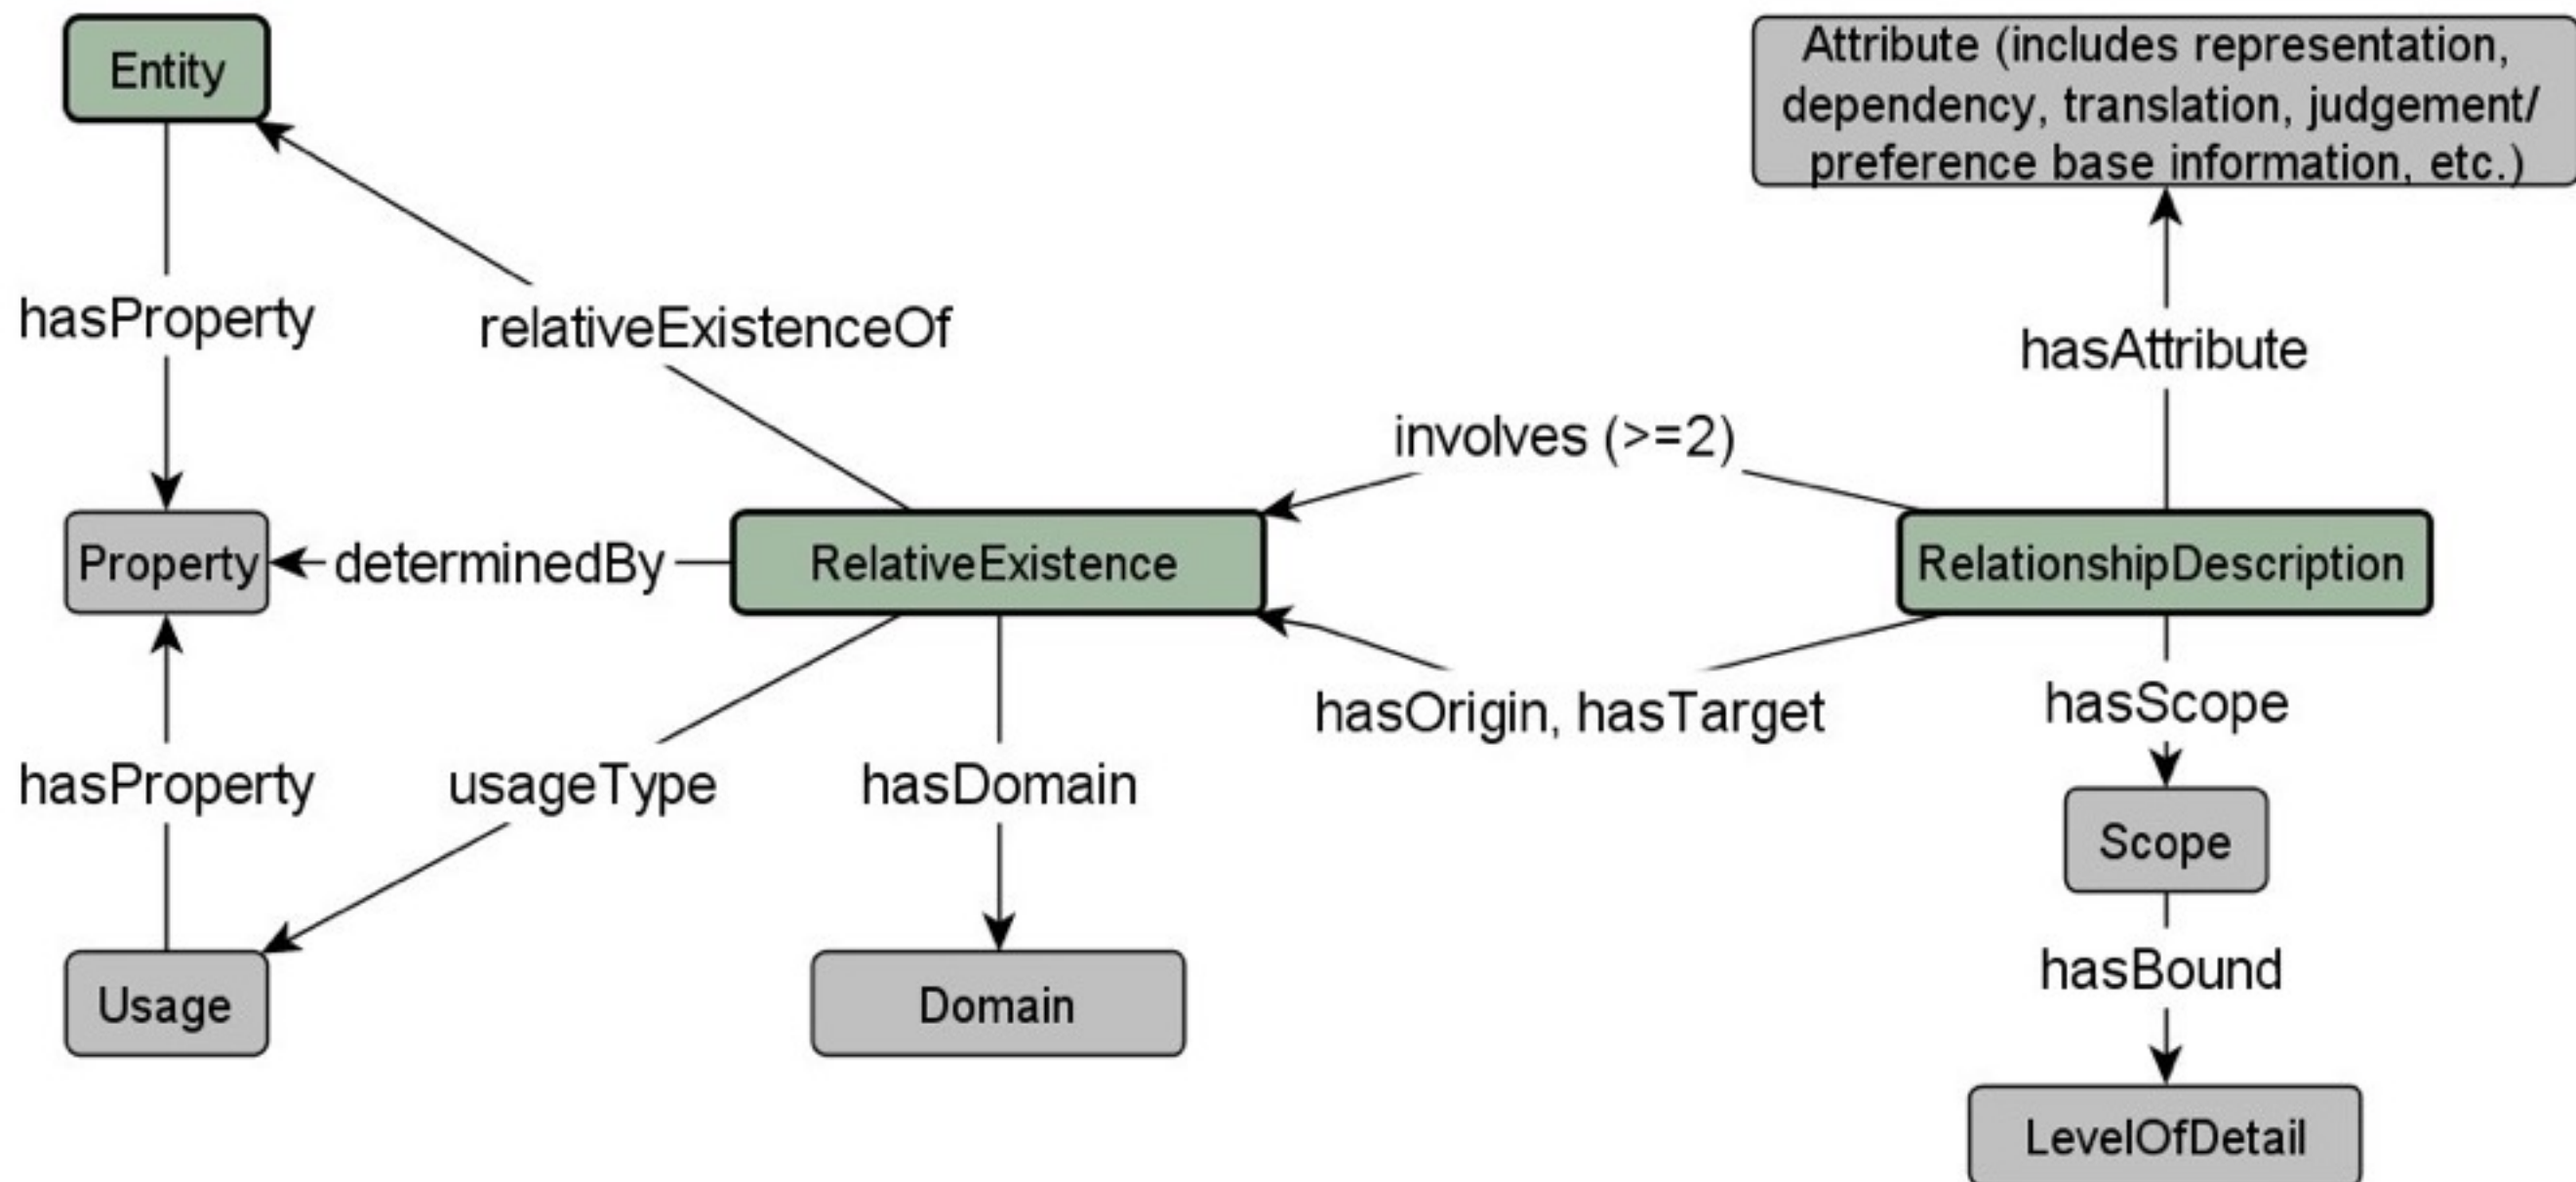 Entity
Attribute (includes representation,
dependency, translation, judgement/
preference base information, etc.)
hasProperty
relativeExistenceOf
hasAttribute
involves (>=2)
Property
determinedBy
RelativeExistence
RelationshipDescription
hasOrigin, hasTarget
hasScope
hasProperty
usageType
hasDomain
Scope
hasBound
Usage
Domain
LevelOfDetail